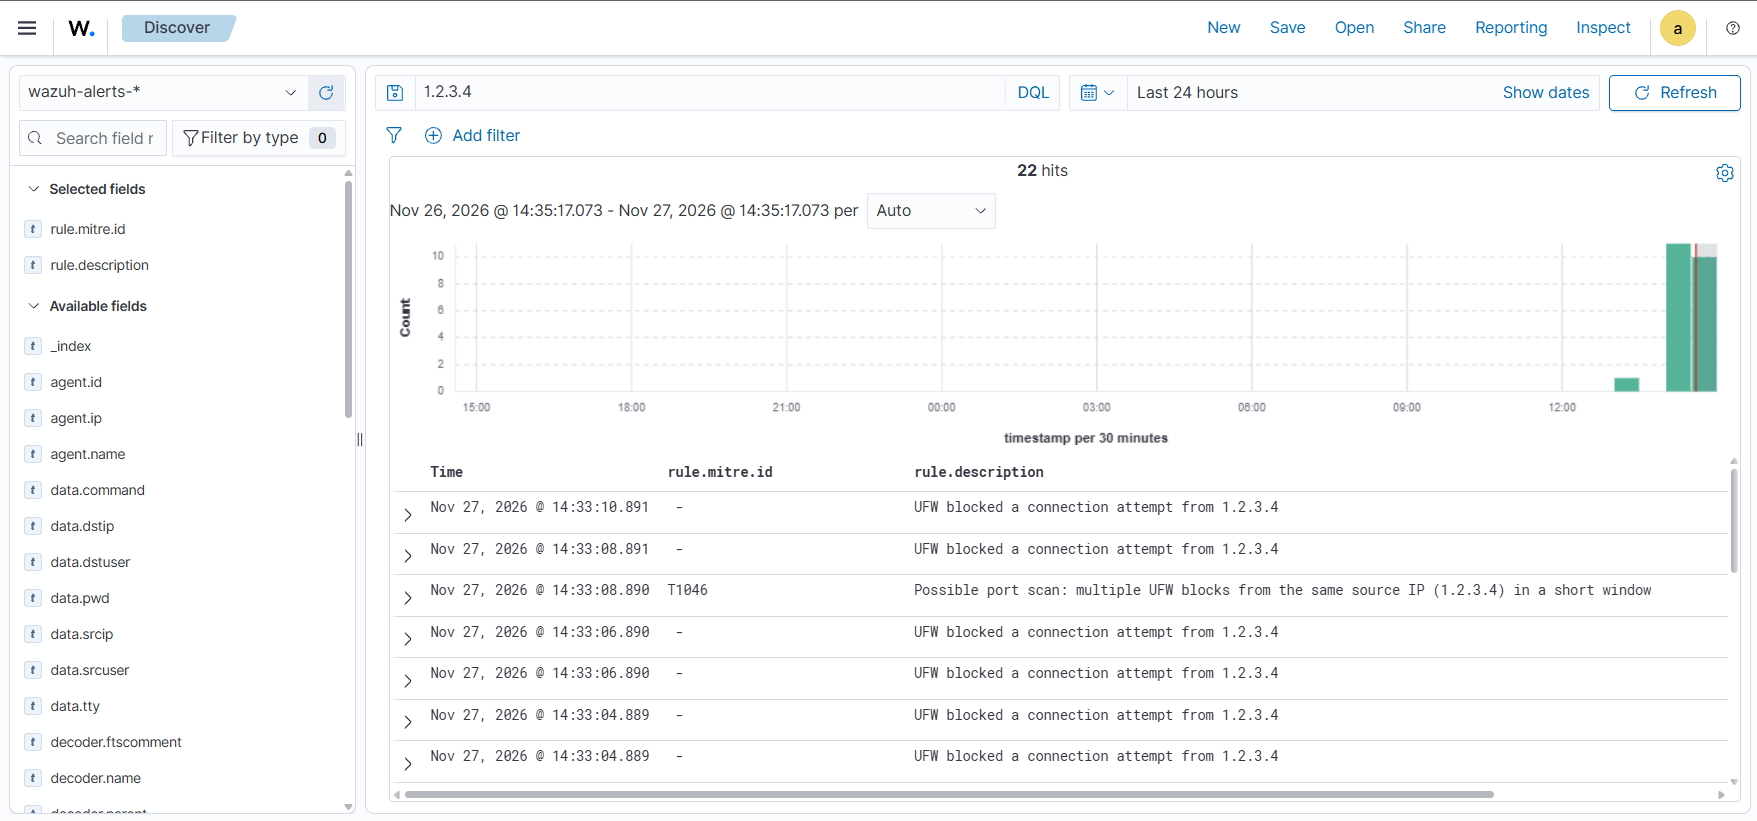 W. Discover New Save Open Share Reporting Inspect a
wazuh-alerts-*
Search field r Filter by type 0
Selected fields
t rule.mitre.id
t rule.description
Available fields
t _index
t agent.id
t agent.ip
t agent.name
t data.command
t data.dstip
t data.dstuser
t data.pwd
t data.srcip
t data.srcuser
t data.tty
t decoder.ftscomment
t decoder.name
1.2.3.4 DQL Last 24 hours Show dates Refresh
Add filter
22 hits
Nov 26, 2026 @ 14:35:17.073 - Nov 27, 2026 @ 14:35:17.073 per Auto
Count
10
8
6
4
2
0
15:00 18:00 21:00 00:00 03:00 06:00 09:00 12:00
timestamp per 30 minutes
Time rule.mitre.id rule.description
Nov 27, 2026 @ 14:33:10.891 - UFW blocked a connection attempt from 1.2.3.4
Nov 27, 2026 @ 14:33:08.891 - UFW blocked a connection attempt from 1.2.3.4
Nov 27, 2026 @ 14:33:08.890 T1046 Possible port scan: multiple UFW blocks from the same source IP (1.2.3.4) in a short window
Nov 27, 2026 @ 14:33:06.890 - UFW blocked a connection attempt from 1.2.3.4
Nov 27, 2026 @ 14:33:06.890 - UFW blocked a connection attempt from 1.2.3.4
Nov 27, 2026 @ 14:33:04.889 - UFW blocked a connection attempt from 1.2.3.4
Nov 27, 2026 @ 14:33:04.889 - UFW blocked a connection attempt from 1.2.3.4